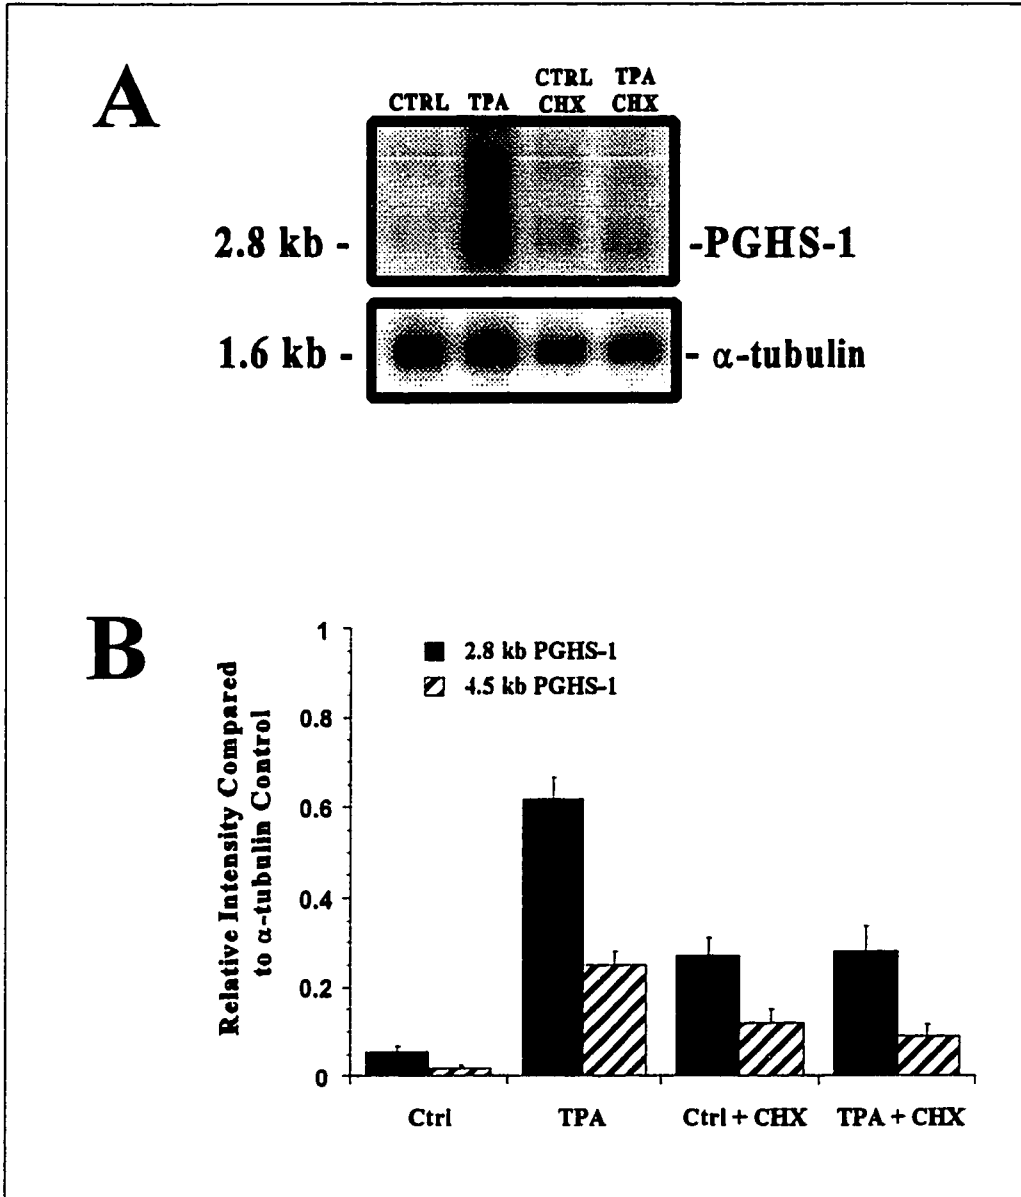 A
CTRL TPA CTRL CHX TPA CHX
2.8 kb - -PGHS-1
1.6 kb - - α-tubulin
B
Relative Intensity Compared
to α-tubulin Control
1
0.8
0.6
0.4
0.2
0
2.8 kb PGHS-1
4.5 kb PGHS-1
Ctrl TPA Ctrl + CHX TPA + CHX